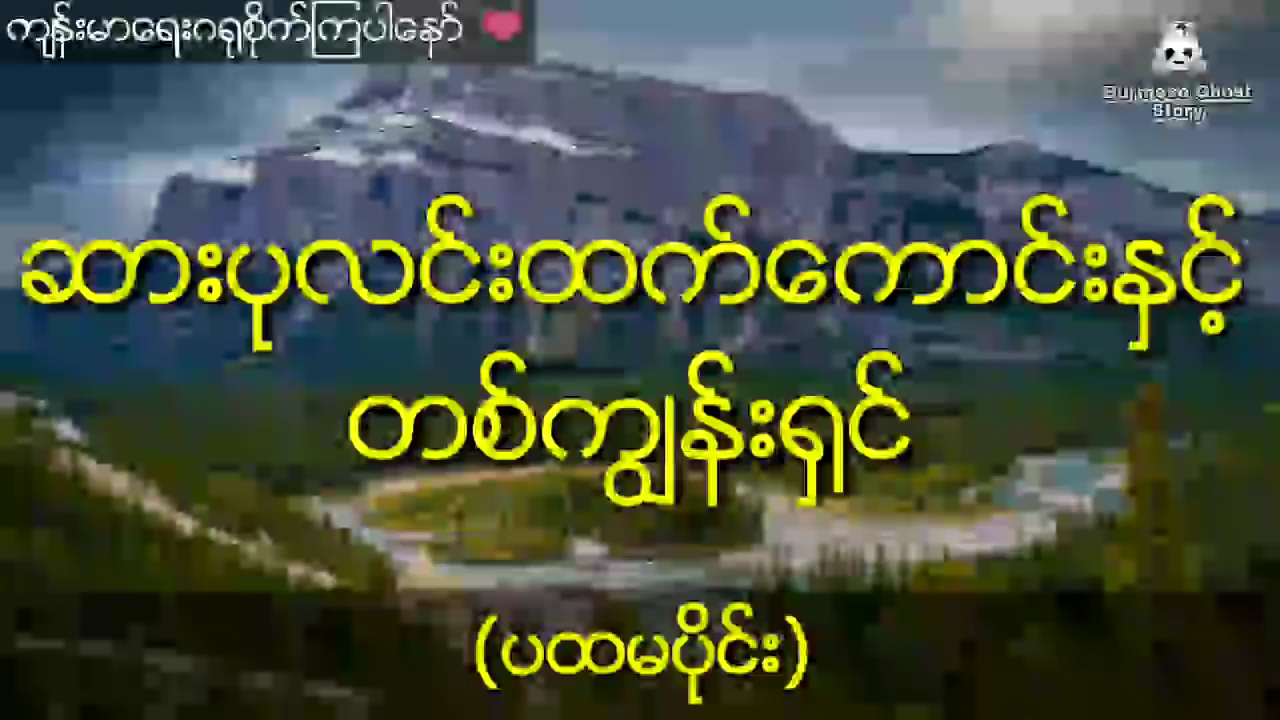 ကျန်းမာရေးဂရုစိုက်ကြပါနော် ❤
Burmese Ghost
Story
ဆားပုလင်းထက်ကောင်းနှင့်
တစ်ကျွန်းရှင်
(ပထမပိုင်း)